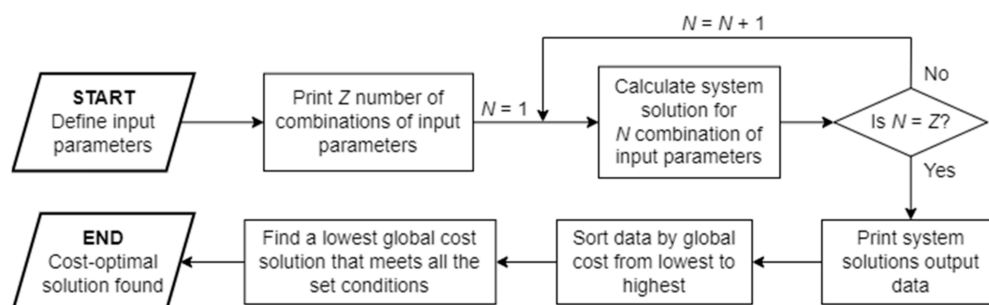 N = N + 1
START
Define input
parameters
Print Z number of
combinations of input
parameters
N = 1
Calculate system
solution for
N combination of
input parameters
Is N = Z?
No
Yes
END
Cost-optimal
solution found
Find a lowest global cost
solution that meets all the
set conditions
Sort data by global
cost from lowest to
highest
Print system
solutions output
data